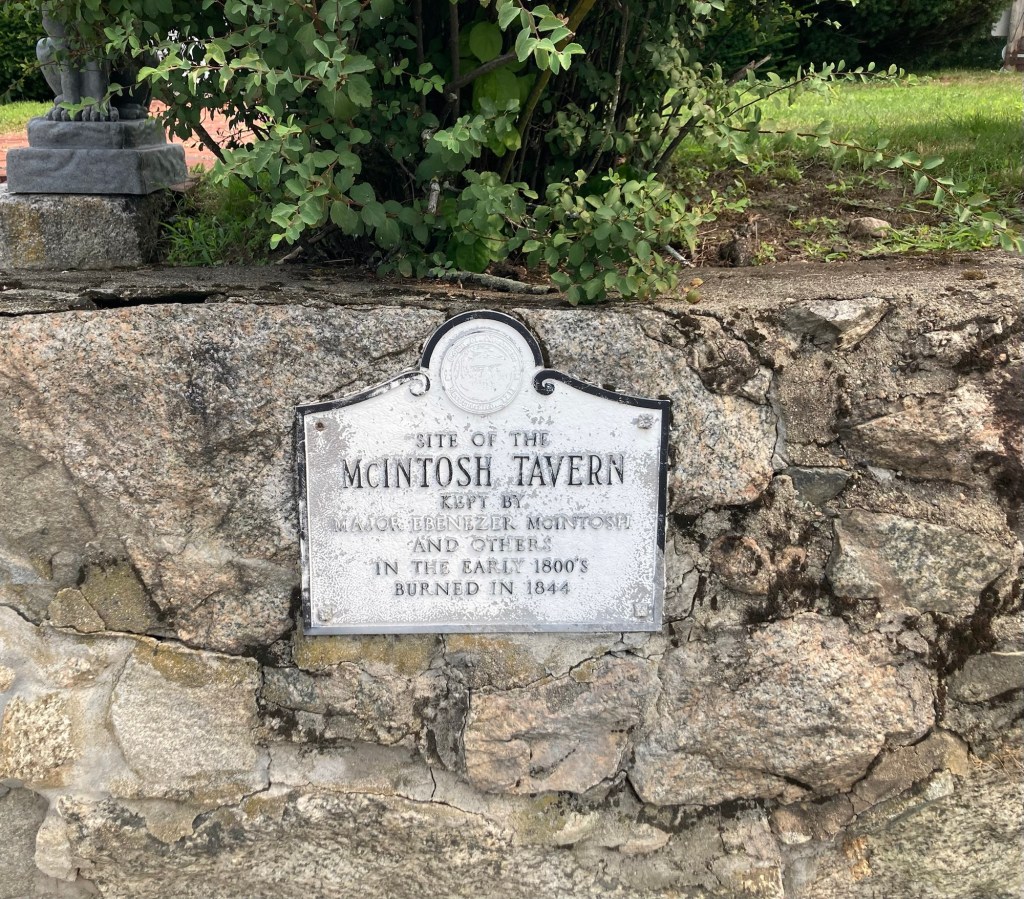 SITE OF THE
McINTOSH TAVERN
KEPT BY
MAJOR EBENEZER McINTOSH
AND OTHERS
IN THE EARLY 1800'S
BURNED IN 1844